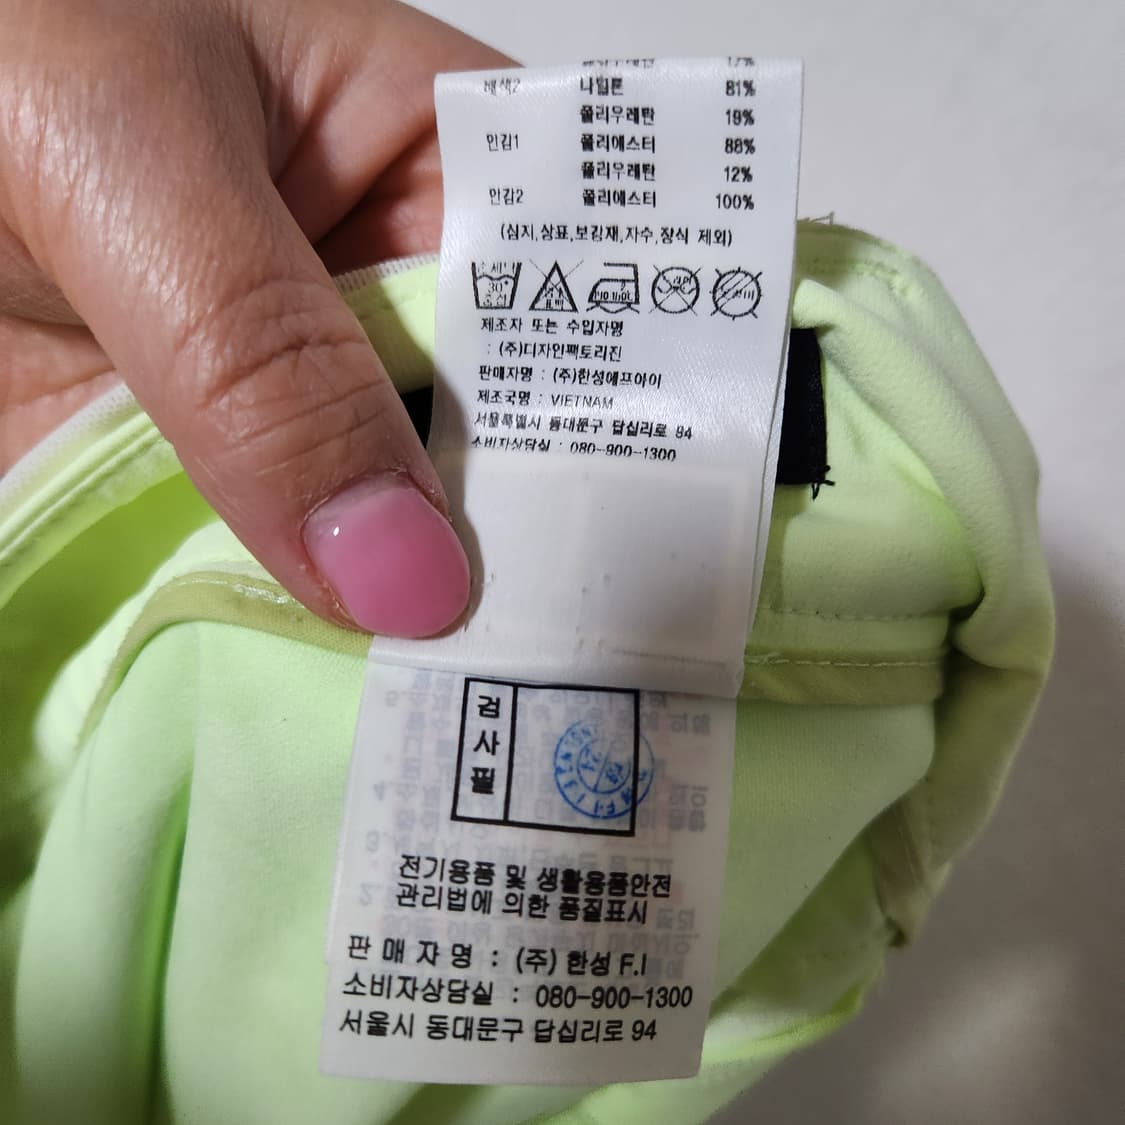 폴리우레탄 17%
배색2 나일론 81%
폴리우레탄 19%
안감1 폴리에스터 88%
폴리우레탄 12%
안감2 폴리에스터 100%
(심지,상표,보강재,자수,장식 제외)
30°
제조자 또는 수입자명
: (주)디자인팩토리진
판매자명 : (주)한성에프아이
제조국명 : VIETNAM
서울특별시 동대문구 답십리로 94
소비자상담실 : 080-900-1300
검사필
전기용품 및 생활용품안전
관리법에 의한 품질표시
판 매 자 명 : (주) 한성 F.I
소비자상담실 : 080-900-1300
서울시 동대문구 답십리로 94